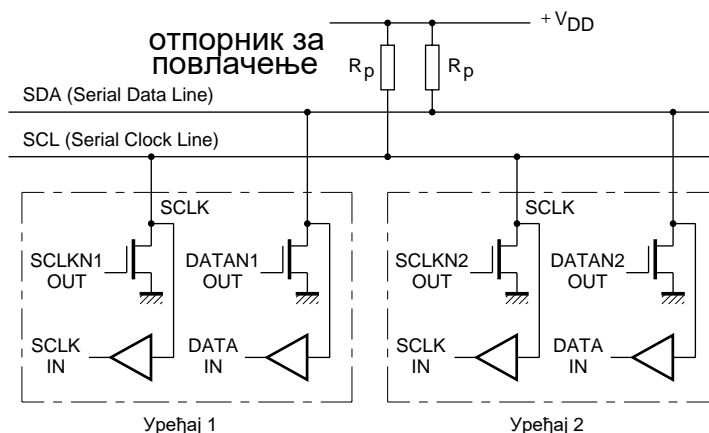 + VDD
отпорник за
повлачење
Rp
Rp
SDA (Serial Data Line)
SCL (Serial Clock Line)
SCLK
SCLK
SCLKN1
OUT
DATAN1
OUT
SCLKN2
OUT
DATAN2
OUT
SCLK
IN
DATA
IN
SCLK
IN
DATA
IN
Уређај 1
Уређај 2